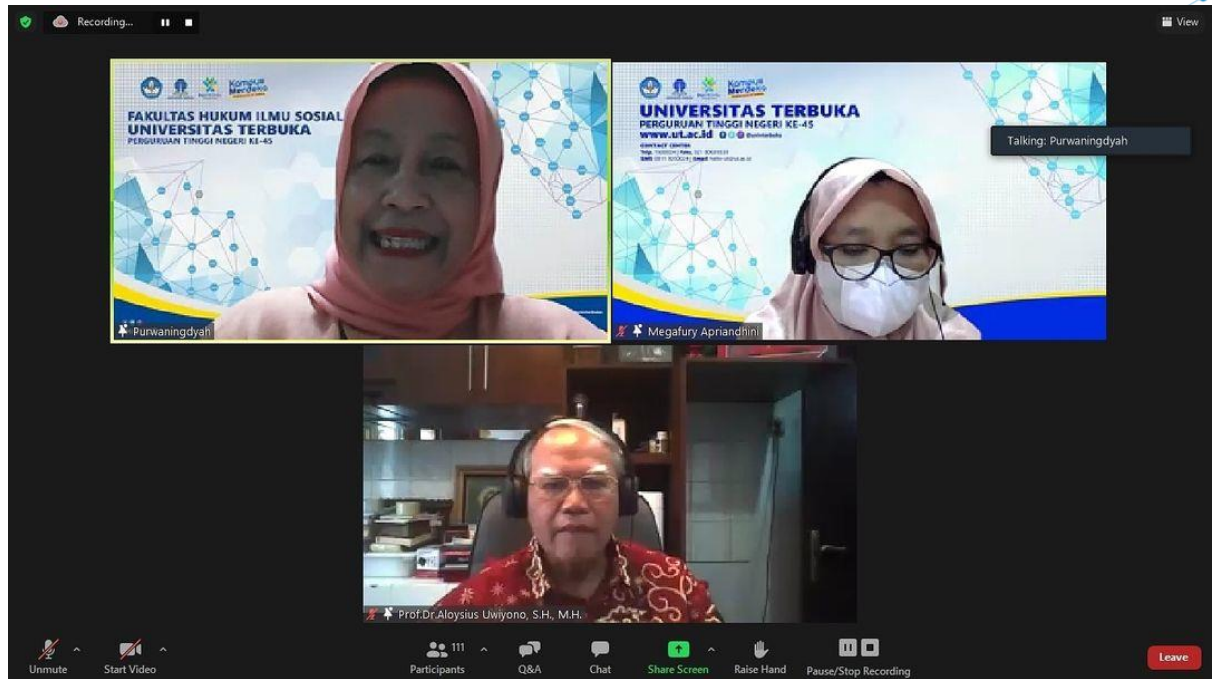 Recording...
View
Kampus
Merdeka
FAKULTAS HUKUM ILMU SOSIAL
UNIVERSITAS TERBUKA
PERGURUAN TINGGI NEGERI KE-45
Purwaningdyah
Kampus
Merdeka
UNIVERSITAS TERBUKA
PERGURUAN TINGGI NEGERI KE-45
www.ut.ac.id
CONTACT CENTER
Talking: Purwaningdyah
Megafury Apriandhini
Prof.Dr.Aloysius Uwiyono, S.H., M.H.
Unmute
Start Video
111
Participants
Q&A
Chat
Share Screen
Raise Hand
Pause/Stop Recording
Leave